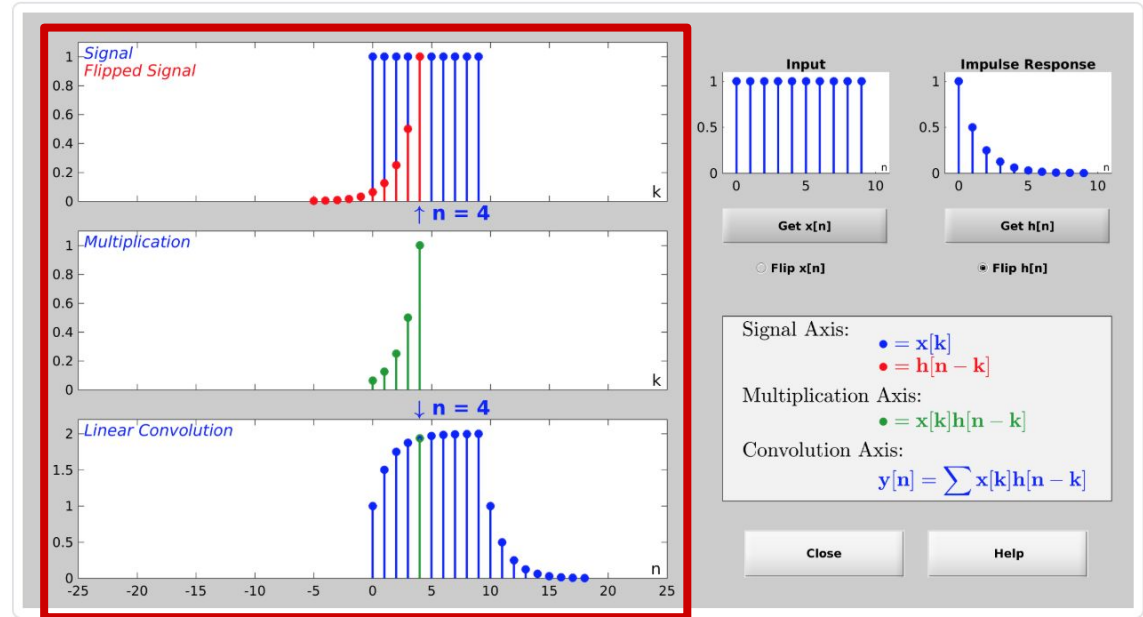 Signal
Flipped Signal
1
0.8
0.6
0.4
0.2
0
k
↑ n = 4
Multiplication
1
0.8
0.6
0.4
0.2
0
k
↓ n = 4
Linear Convolution
2
1.5
1
0.5
0
n
-25 -20 -15 -10 -5 0 5 10 15 20 25
Input
1
0.5
0
n
0 5 10
Impulse Response
1
0.5
0
n
0 5 10
Get x[n]
Get h[n]
Flip x[n]
Flip h[n]
Signal Axis:
● = x[k]
● = h[n − k]
Multiplication Axis:
● = x[k]h[n − k]
Convolution Axis:
y[n] = ∑ x[k]h[n − k]
Close
Help